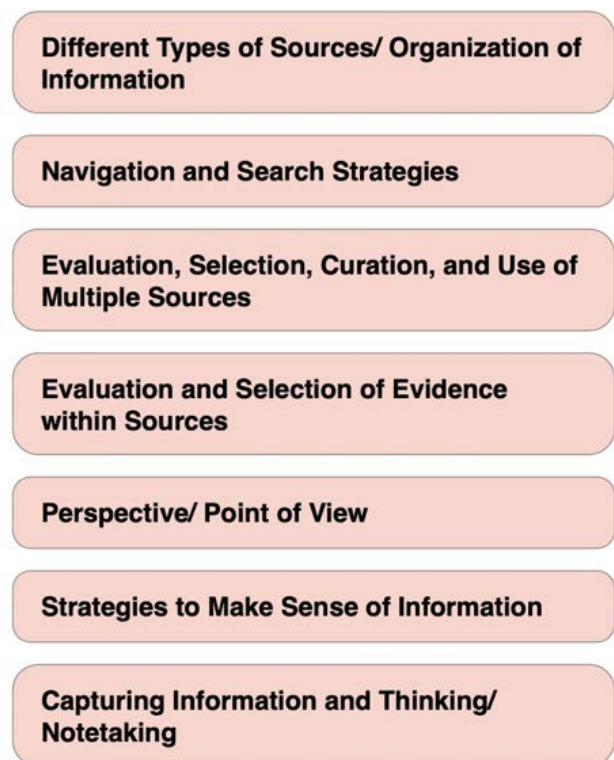 Different Types of Sources/ Organization of
Information
Navigation and Search Strategies
Evaluation, Selection, Curation, and Use of
Multiple Sources
Evaluation and Selection of Evidence
within Sources
Perspective/ Point of View
Strategies to Make Sense of Information
Capturing Information and Thinking/
Notetaking